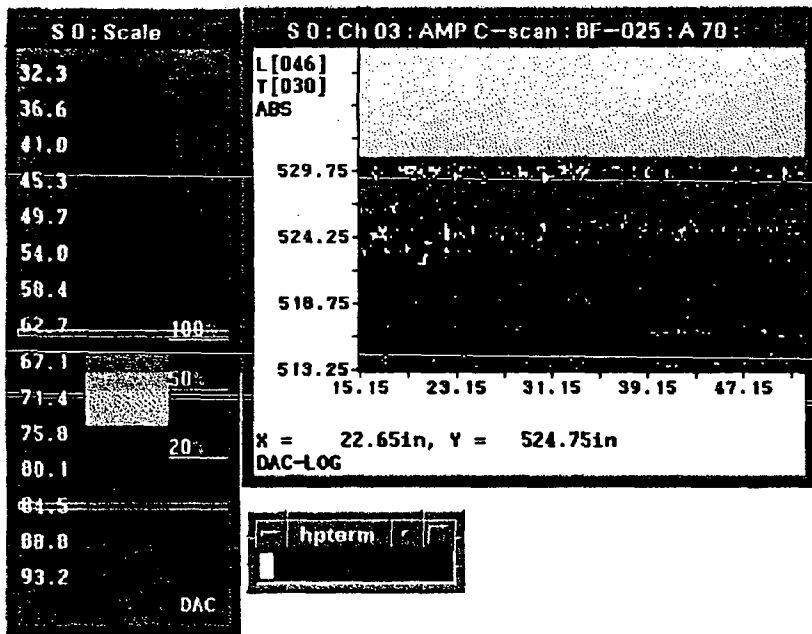 S 0 : Scale
32.3
36.6
41.0
45.3
49.7
54.0
58.4
62.7
100%
67.1
50%
71.4
75.8
20%
80.1
84.5
88.8
93.2
DAC
S 0 : Ch 03 : AMP C-scan : BF-025 : A 70 :
L[046]
T[030]
ABS
529.75
524.25
518.75
513.25
15.15 23.15 31.15 39.15 47.15
X = 22.65in, Y = 524.75in
DAC-LOG
hpterm